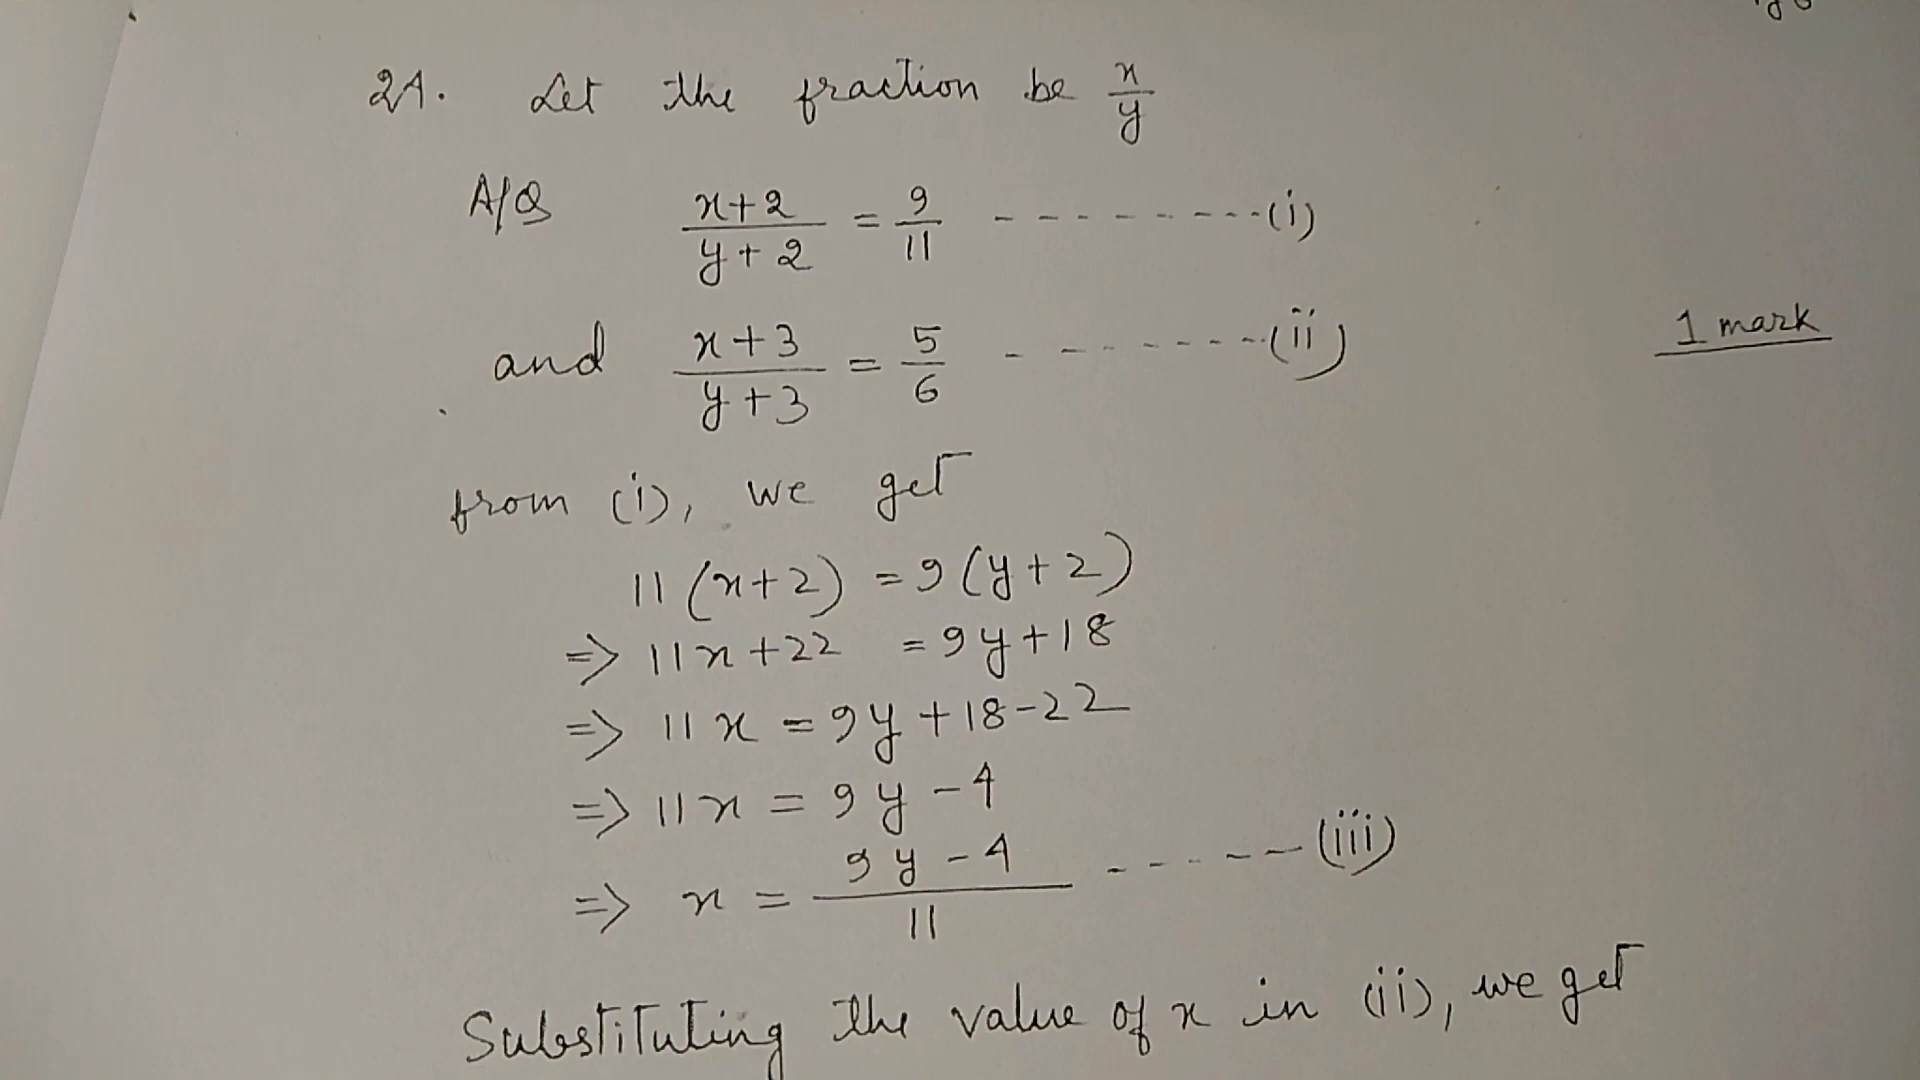 24. Let the fraction be x/y
A/Q (x+2)/(y+2) = 9/11 ---------(i)
and (x+3)/(y+3) = 5/6 --------(ii)
1 mark
from (i), we get
11(x+2) = 9(y+2)
=> 11x+22 = 9y+18
=> 11x = 9y+18-22
=> 11x = 9y-4
=> x = (9y-4)/11 ------(iii)
Substituting the value of x in (ii), we get